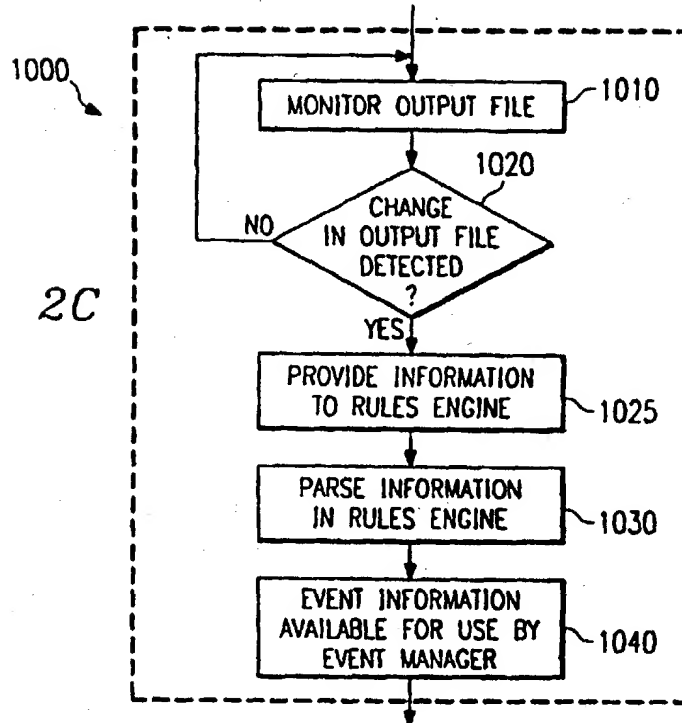 1000
MONITOR OUTPUT FILE
1010
1020
CHANGE
IN OUTPUT FILE
DETECTED
?
NO
2C
YES
PROVIDE INFORMATION
TO RULES ENGINE
1025
PARSE INFORMATION
IN RULES ENGINE
1030
EVENT INFORMATION
AVAILABLE FOR USE BY
EVENT MANAGER
1040